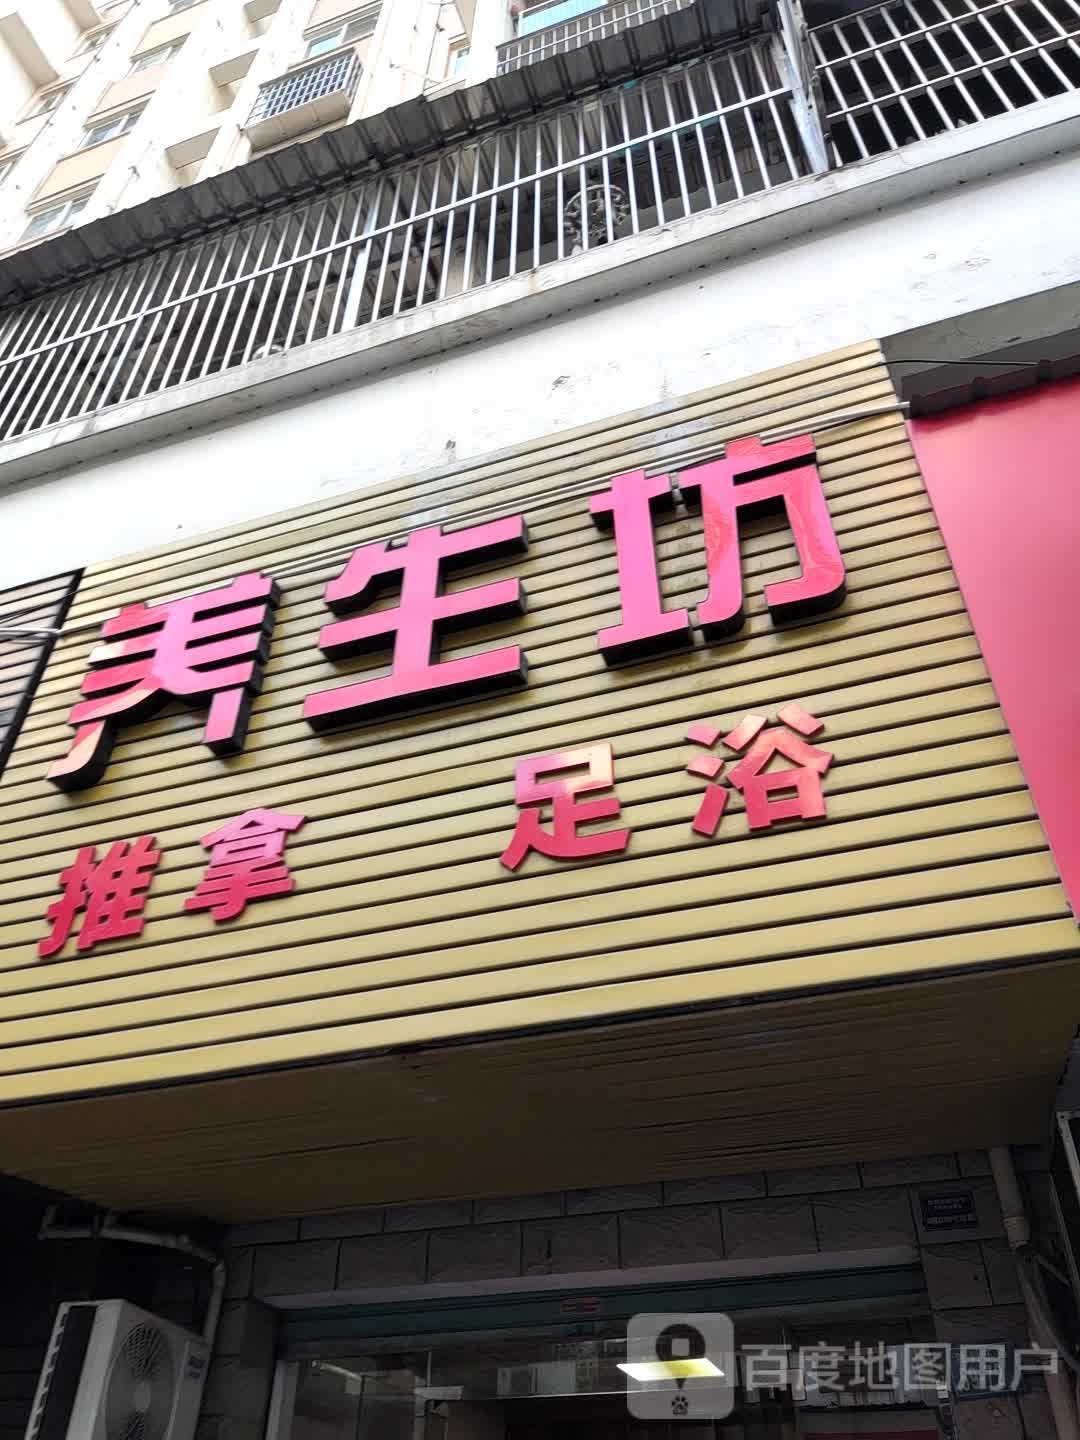 养生坊
推拿 足浴
百度地图用户